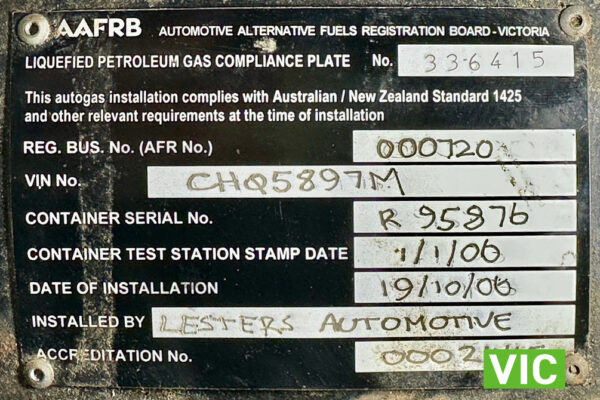 AAFRB AUTOMOTIVE ALTERNATIVE FUELS REGISTRATION BOARD - VICTORIA
LIQUEFIED PETROLEUM GAS COMPLIANCE PLATE No. 336415
This autogas installation complies with Australian / New Zealand Standard 1425
and other relevant requirements at the time of installation
REG. BUS. No. (AFR No.) 000720
VIN No. CHQ5897M
CONTAINER SERIAL No. R 95876
CONTAINER TEST STATION STAMP DATE 1/1/06
DATE OF INSTALLATION 19/10/06
INSTALLED BY LESTERS AUTOMOTIVE
ACCREDITATION No.
VIC